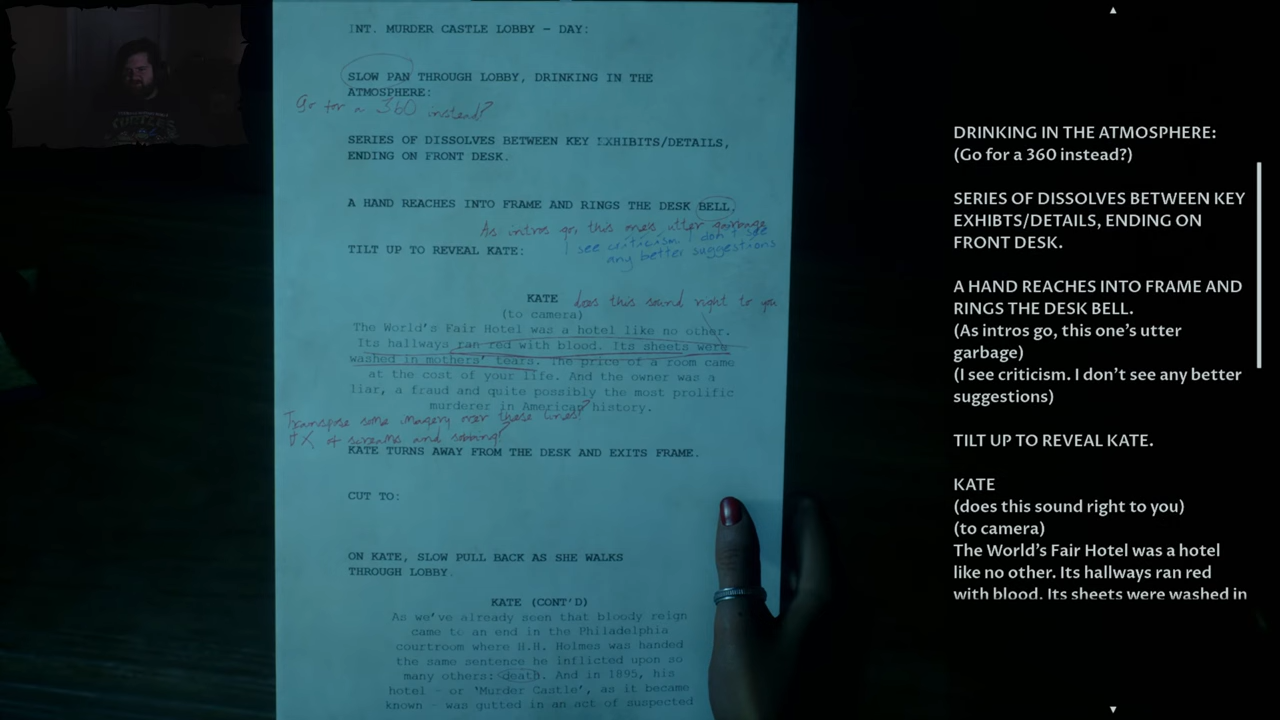 INT. MURDER CASTLE LOBBY – DAY:
SLOW PAN THROUGH LOBBY, DRINKING IN THE
ATMOSPHERE:
Go for a 360 instead?
SERIES OF DISSOLVES BETWEEN KEY EXHIBITS/DETAILS,
ENDING ON FRONT DESK.
A HAND REACHES INTO FRAME AND RINGS THE DESK BELL.
As intros go, this one's utter garbage
I see criticism I don't see
any better suggestions
TILT UP TO REVEAL KATE:
KATE does this sound right to you
(to camera)
The World's Fair Hotel was a hotel like no other.
Its hallways ran red with blood. Its sheets were
washed in mothers' tears. The price of a room came
at the cost of your life. And the owner was a
liar, a fraud and quite possibly the most prolific
murderer in American history.
Transpose some imagery over these lines?
FX of screams and sobbing?
KATE TURNS AWAY FROM THE DESK AND EXITS FRAME.
CUT TO:
ON KATE, SLOW PULL BACK AS SHE WALKS
THROUGH LOBBY.
KATE (CONT'D)
As we've already seen that bloody reign
came to an end in the Philadelphia
courtroom where H.H. Holmes was handed
the same sentence he inflicted upon so
many others: death. And in 1895, his
hotel – or 'Murder Castle', as it became
known – was gutted in an act of suspected
DRINKING IN THE ATMOSPHERE:
(Go for a 360 instead?)
SERIES OF DISSOLVES BETWEEN KEY
EXHIBTS/DETAILS, ENDING ON
FRONT DESK.
A HAND REACHES INTO FRAME AND
RINGS THE DESK BELL.
(As intros go, this one's utter
garbage)
(I see criticism. I don't see any better
suggestions)
TILT UP TO REVEAL KATE.
KATE
(does this sound right to you)
(to camera)
The World's Fair Hotel was a hotel
like no other. Its hallways ran red
with blood. Its sheets were washed in